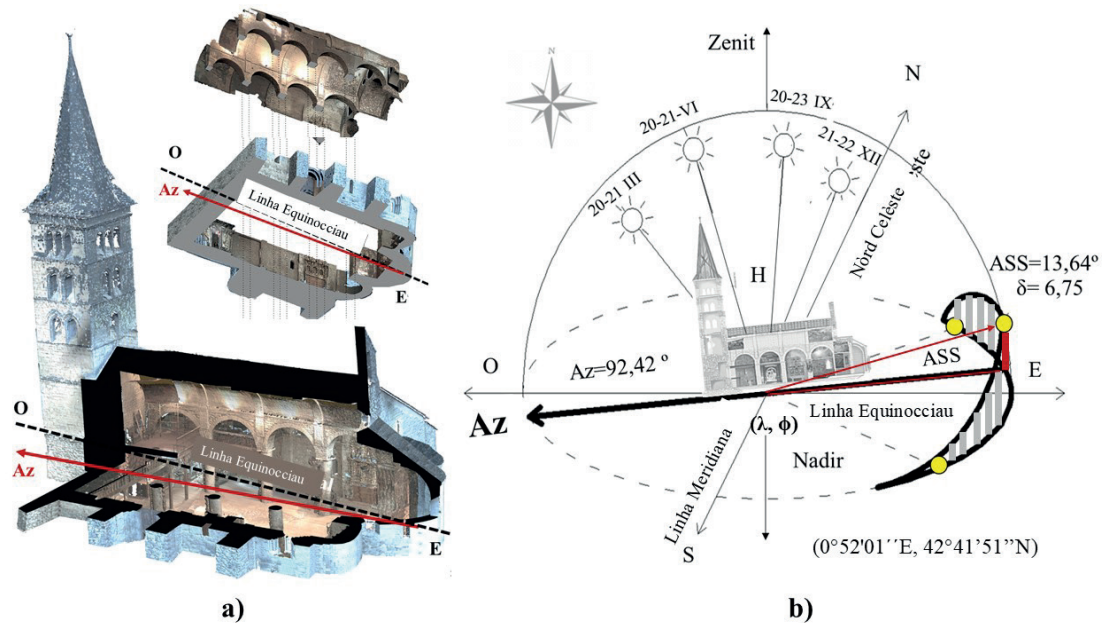 O
Az
Linha Equinocciau
E
O
Az
Linha Equinocciau
E
a)
N
Zenit
N
20-21 III
20-21-VI
20-23 IX
21-22 XII
Nòrd Celèste
'ste
ASS=13,64º
δ= 6,75
H
O
Az=92,42 º
ASS
E
Az
Linha Equinocciau
(λ, ϕ)
Nadir
Linha Meridiana
S
(0°52'01´´E, 42°41’51”N)
b)